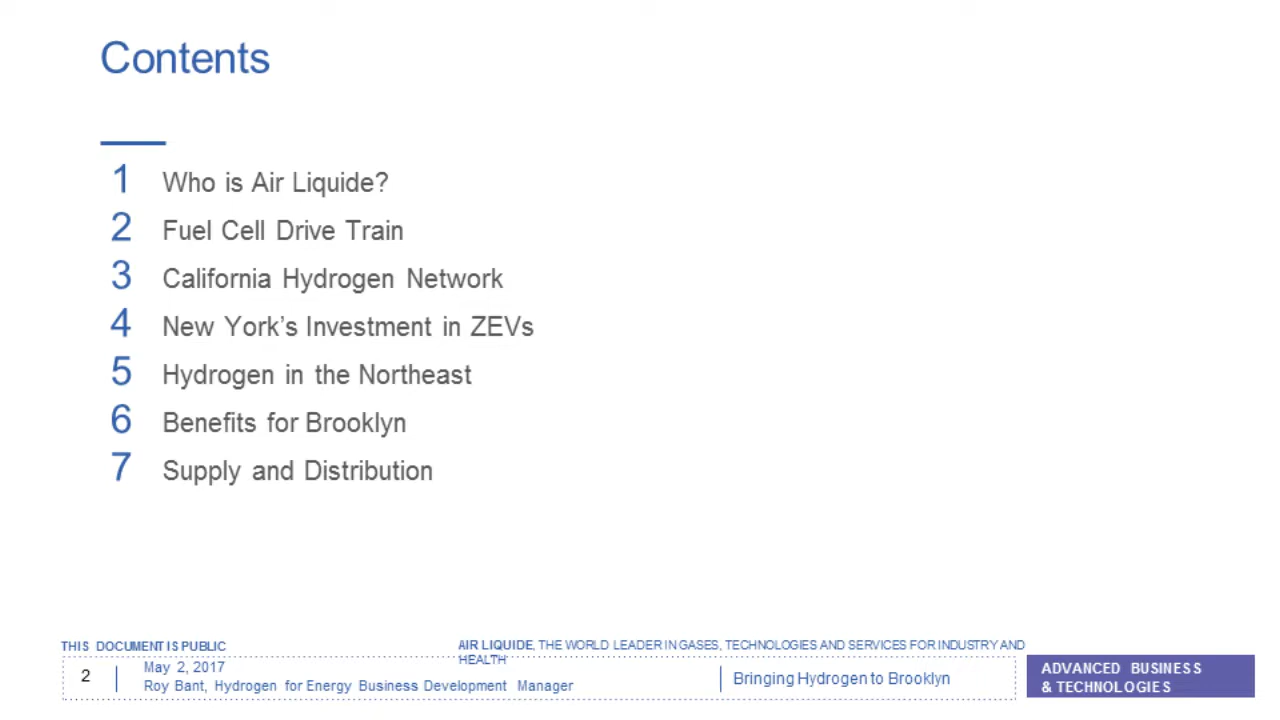 Contents
1 Who is Air Liquide?
2 Fuel Cell Drive Train
3 California Hydrogen Network
4 New York’s Investment in ZEVs
5 Hydrogen in the Northeast
6 Benefits for Brooklyn
7 Supply and Distribution
THIS DOCUMENT IS PUBLIC
AIR LIQUIDE, THE WORLD LEADER IN GASES, TECHNOLOGIES AND SERVICES FOR INDUSTRY AND
HEALTH
2
May 2, 2017
Roy Bant, Hydrogen for Energy Business Development Manager
Bringing Hydrogen to Brooklyn
ADVANCED BUSINESS
& TECHNOLOGIES